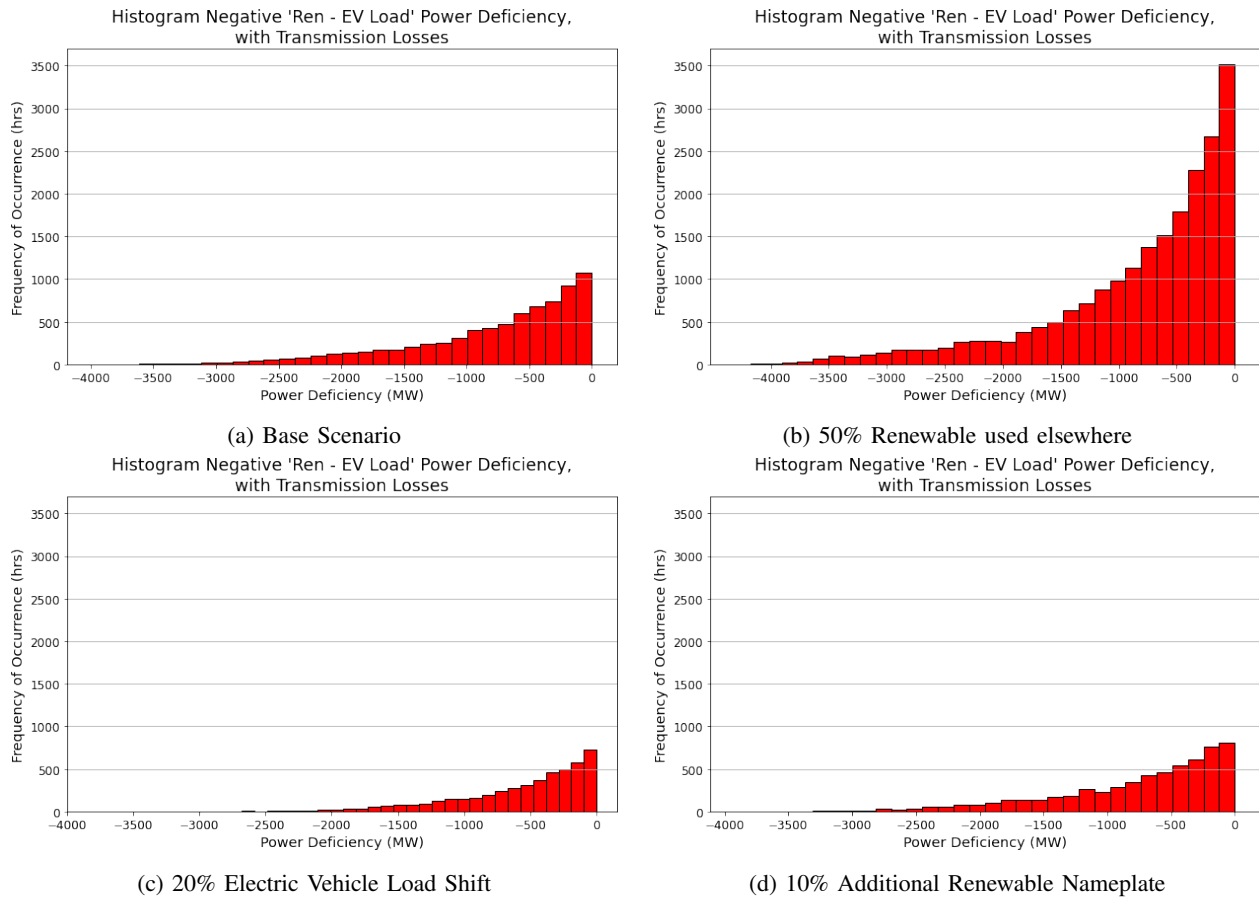 Histogram Negative 'Ren - EV Load' Power Deficiency,
with Transmission Losses
Frequency of Occurrence (hrs)
3500
3000
2500
2000
1500
1000
500
0
−4000 −3500 −3000 −2500 −2000 −1500 −1000 −500 0
Power Deficiency (MW)
(a) Base Scenario
Histogram Negative 'Ren - EV Load' Power Deficiency,
with Transmission Losses
Frequency of Occurrence (hrs)
3500
3000
2500
2000
1500
1000
500
0
−4000 −3500 −3000 −2500 −2000 −1500 −1000 −500 0
Power Deficiency (MW)
(b) 50% Renewable used elsewhere
Histogram Negative 'Ren - EV Load' Power Deficiency,
with Transmission Losses
Frequency of Occurrence (hrs)
3500
3000
2500
2000
1500
1000
500
0
−4000 −3500 −3000 −2500 −2000 −1500 −1000 −500 0
Power Deficiency (MW)
(c) 20% Electric Vehicle Load Shift
Histogram Negative 'Ren - EV Load' Power Deficiency,
with Transmission Losses
Frequency of Occurrence (hrs)
3500
3000
2500
2000
1500
1000
500
0
−4000 −3500 −3000 −2500 −2000 −1500 −1000 −500 0
Power Deficiency (MW)
(d) 10% Additional Renewable Nameplate